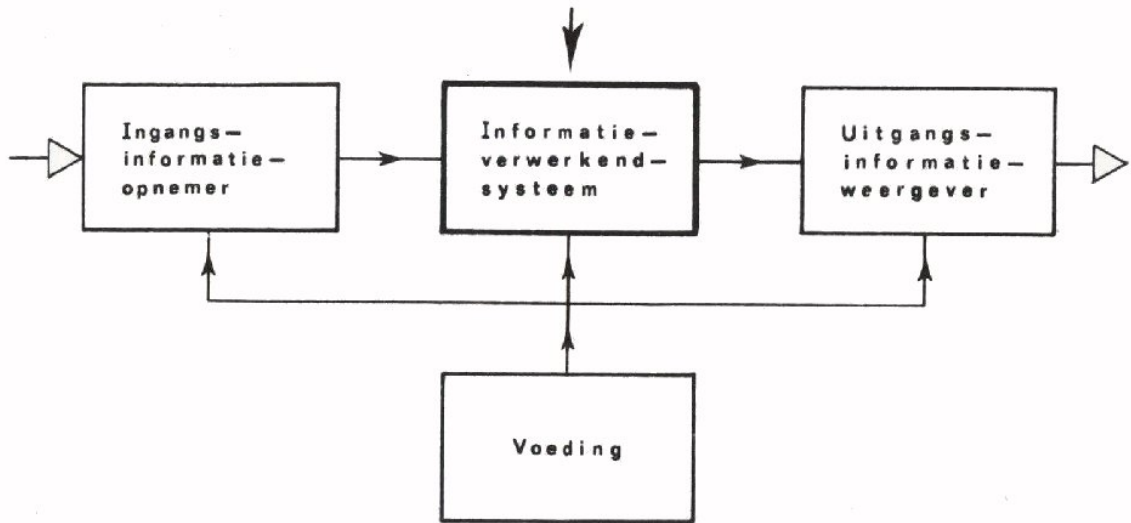 Ingangs—
informatie—
opnemer
Informatie—
verwerkend—
systeem
Uitgangs—
informatie—
weergever
Voeding